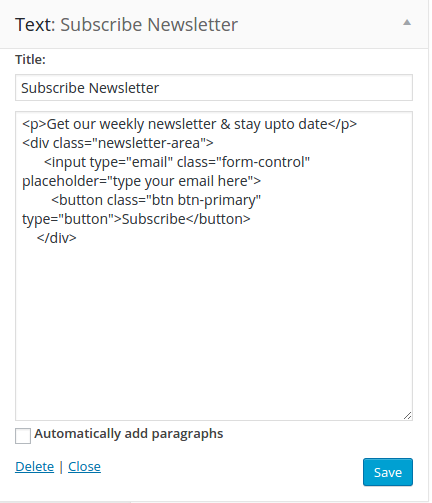 Text: Subscribe Newsletter
Title:
Subscribe Newsletter
<p>Get our weekly newsletter & stay upto date</p>
<div class="newsletter-area">
<input type="email" class="form-control"
placeholder="type your email here">
<button class="btn btn-primary"
type="button">Subscribe</button>
</div>
Automatically add paragraphs
Delete | Close
Save